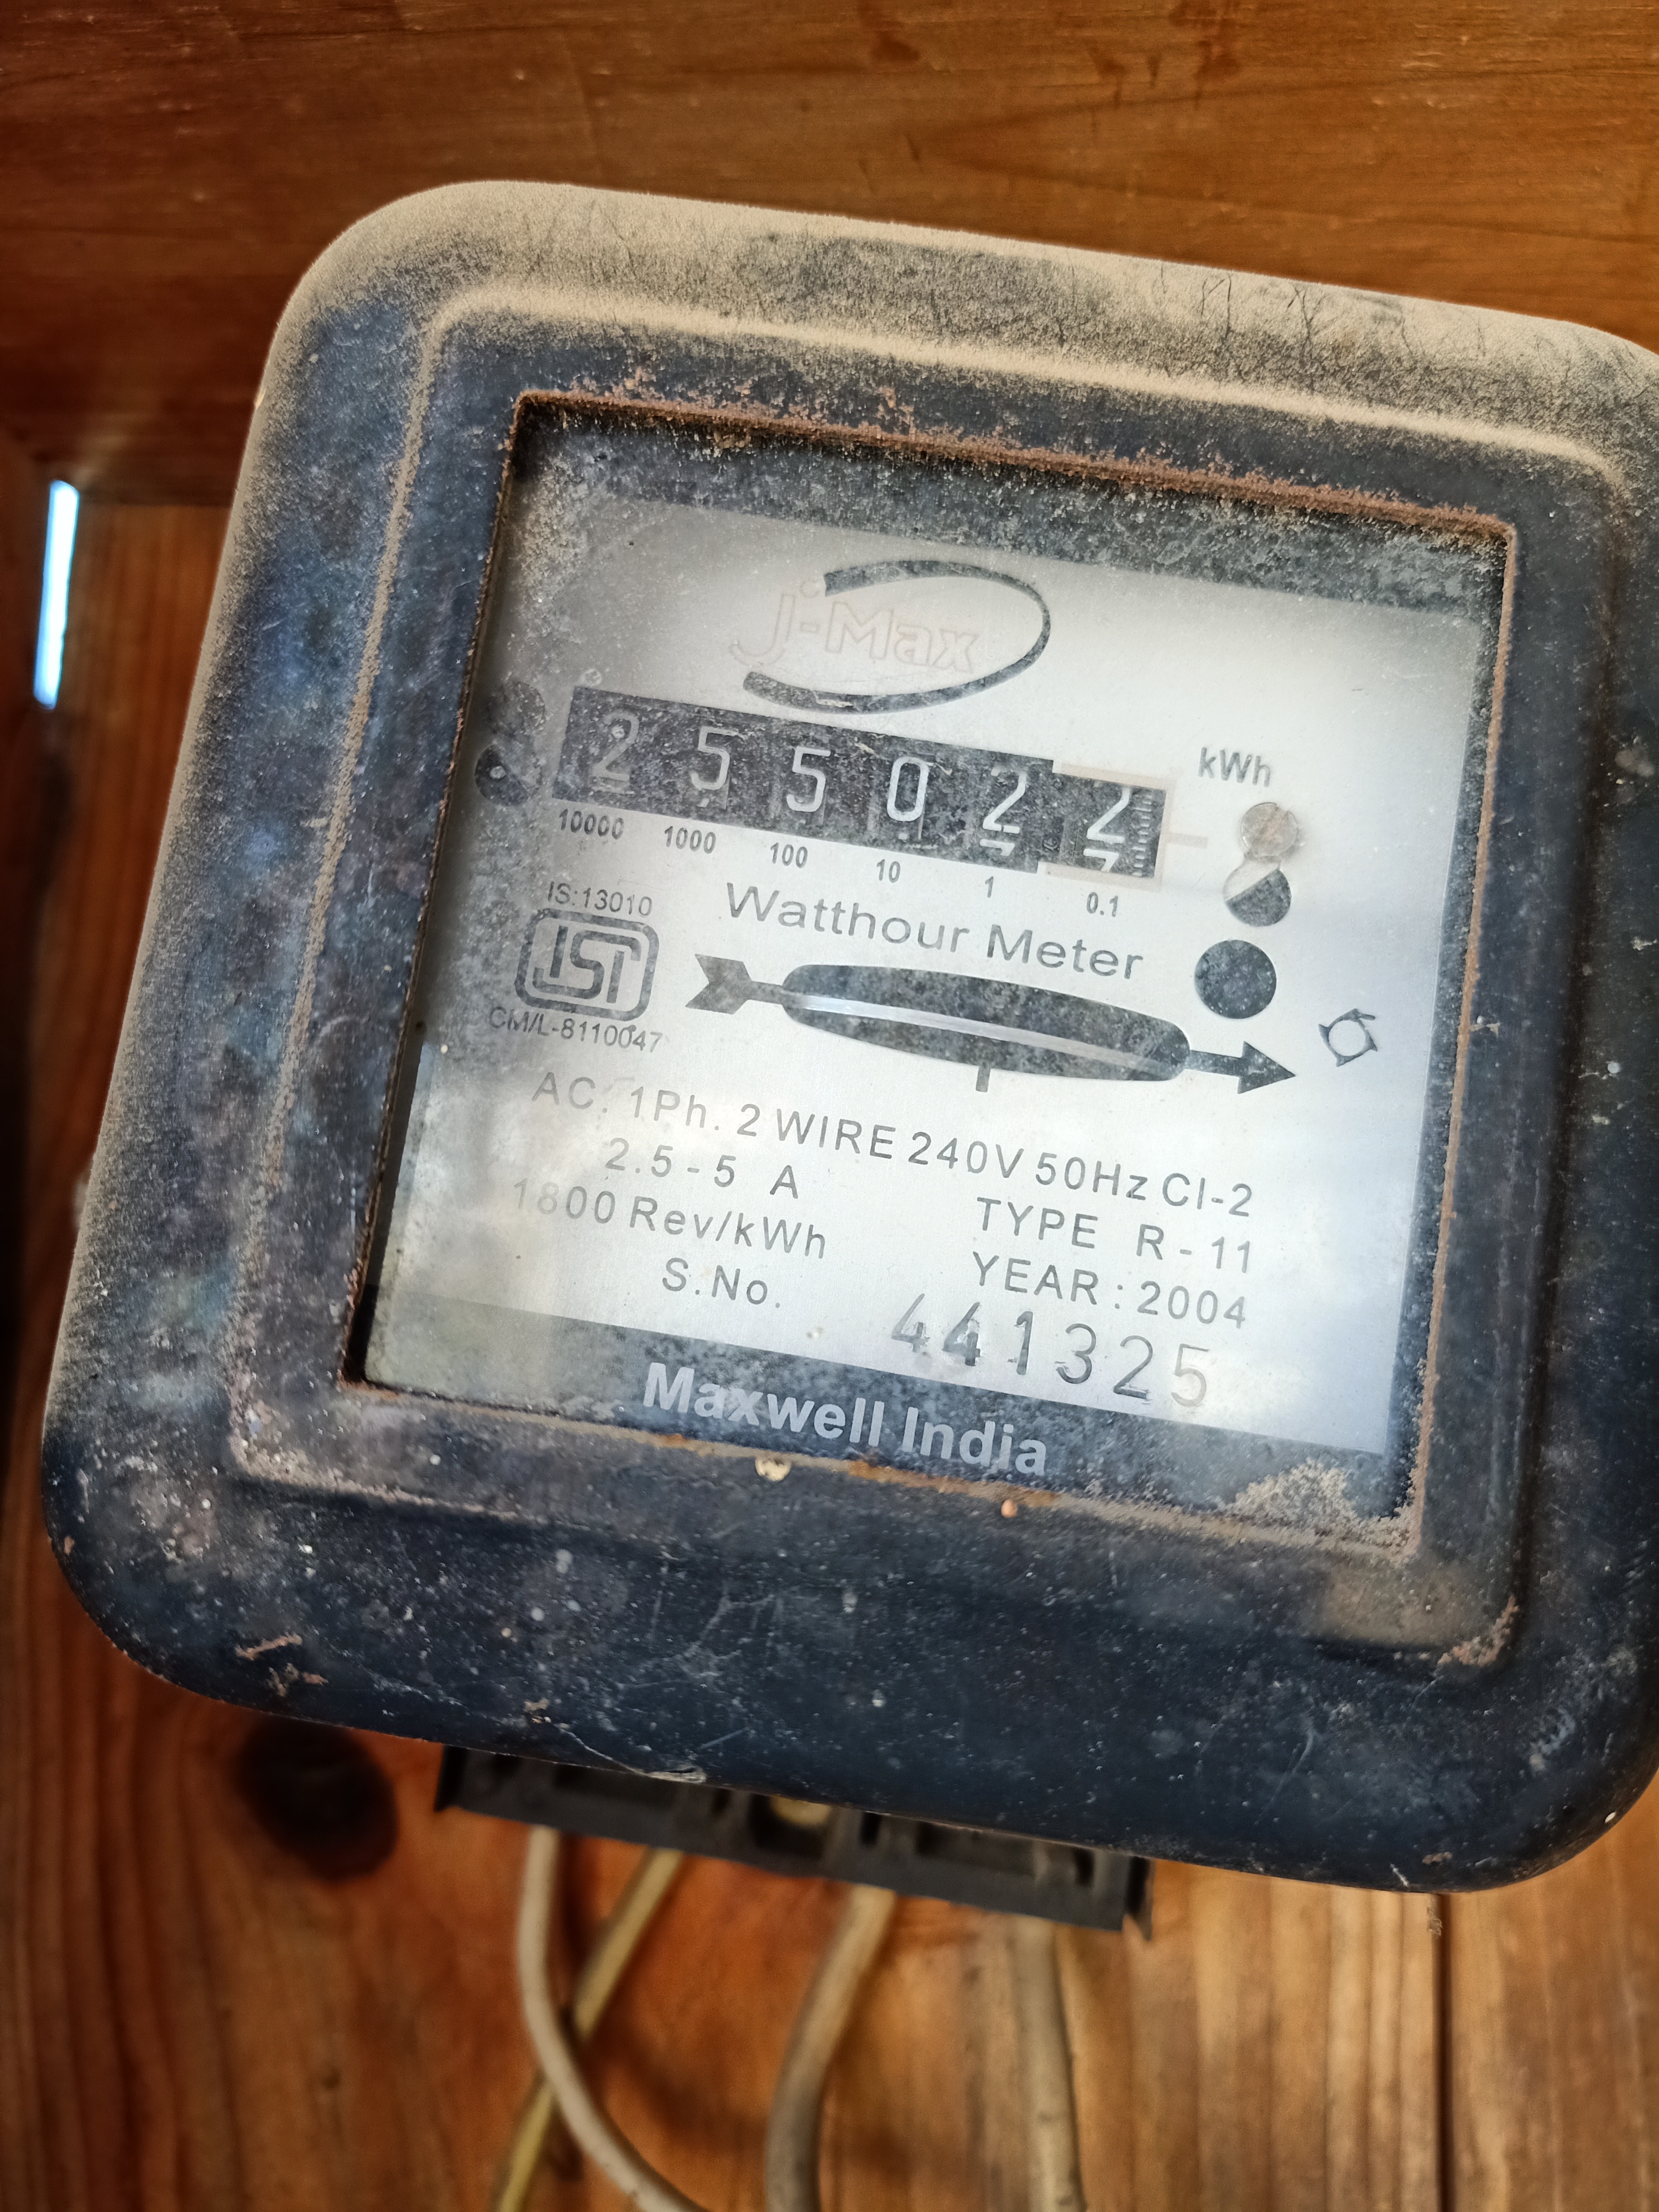 J-Max
kWh
2 5 5 0 2 2
10000 1000 100 10 1 0.1
Watthour Meter
IS:13010
ISI
CM/L-8110047
AC. 1Ph. 2 WIRE 240V 50Hz Cl-2
2.5 - 5 A TYPE R - 11
1800 Rev/kWh YEAR : 2004
S.No. 441325
Maxwell India